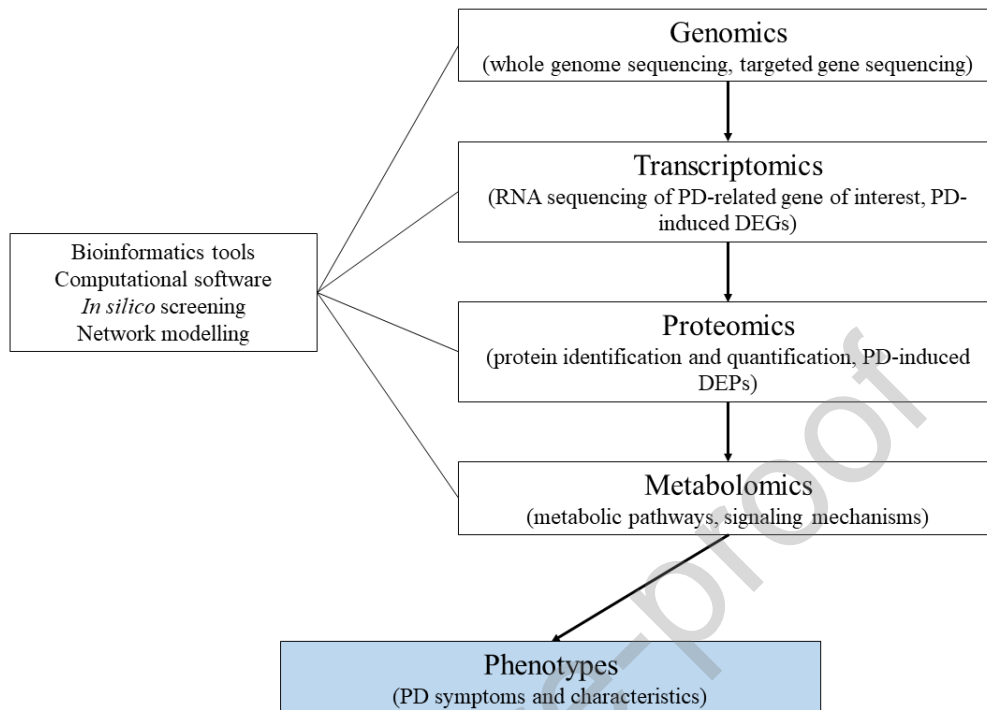 Genomics
(whole genome sequencing, targeted gene sequencing)
Transcriptomics
(RNA sequencing of PD-related gene of interest, PD-
induced DEGs)
Bioinformatics tools
Computational software
In silico screening
Network modelling
Proteomics
(protein identification and quantification, PD-induced
DEPs)
Metabolomics
(metabolic pathways, signaling mechanisms)
Phenotypes
(PD symptoms and characteristics)
e-proof